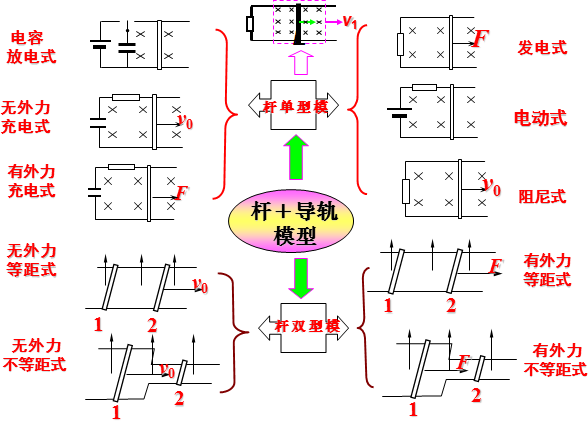 V1
电容
放电式
F
发电式
杆单型模
无外力
充电式
v0
电动式
有外力
充电式
F
v0
阻尼式
杆+导轨
模型
无外力
等距式
v0
1
2
F
有外力
等距式
1
2
杆双型模
无外力
不等距式
v0
1
2
F
有外力
不等距式
1
2